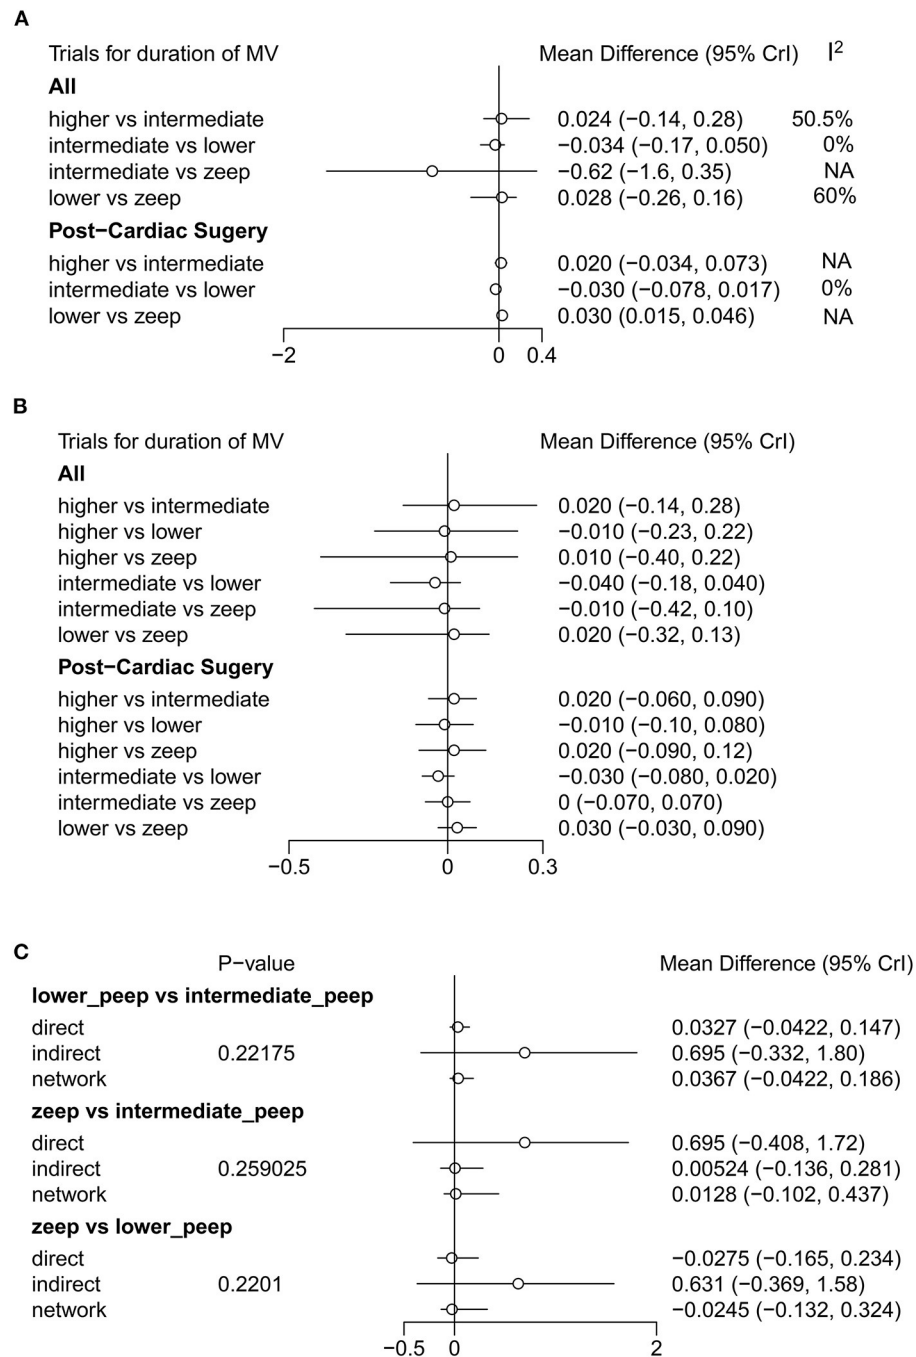 A
Trials for duration of MV Mean Difference (95% CrI) I²
All
higher vs intermediate 0.024 (−0.14, 0.28) 50.5%
intermediate vs lower −0.034 (−0.17, 0.050) 0%
intermediate vs zeep −0.62 (−1.6, 0.35) NA
lower vs zeep 0.028 (−0.26, 0.16) 60%
Post−Cardiac Sugery
higher vs intermediate 0.020 (−0.034, 0.073) NA
intermediate vs lower −0.030 (−0.078, 0.017) 0%
lower vs zeep 0.030 (0.015, 0.046) NA
−2 0 0.4
B
Trials for duration of MV Mean Difference (95% CrI)
All
higher vs intermediate 0.020 (−0.14, 0.28)
higher vs lower −0.010 (−0.23, 0.22)
higher vs zeep 0.010 (−0.40, 0.22)
intermediate vs lower −0.040 (−0.18, 0.040)
intermediate vs zeep −0.010 (−0.42, 0.10)
lower vs zeep 0.020 (−0.32, 0.13)
Post−Cardiac Sugery
higher vs intermediate 0.020 (−0.060, 0.090)
higher vs lower −0.010 (−0.10, 0.080)
higher vs zeep 0.020 (−0.090, 0.12)
intermediate vs lower −0.030 (−0.080, 0.020)
intermediate vs zeep 0 (−0.070, 0.070)
lower vs zeep 0.030 (−0.030, 0.090)
−0.5 0 0.3
C
P−value Mean Difference (95% CrI)
lower_peep vs intermediate_peep
direct 0.0327 (−0.0422, 0.147)
indirect 0.22175 0.695 (−0.332, 1.80)
network 0.0367 (−0.0422, 0.186)
zeep vs intermediate_peep
direct 0.695 (−0.408, 1.72)
indirect 0.259025 0.00524 (−0.136, 0.281)
network 0.0128 (−0.102, 0.437)
zeep vs lower_peep
direct −0.0275 (−0.165, 0.234)
indirect 0.2201 0.631 (−0.369, 1.58)
network −0.0245 (−0.132, 0.324)
−0.5 0 2